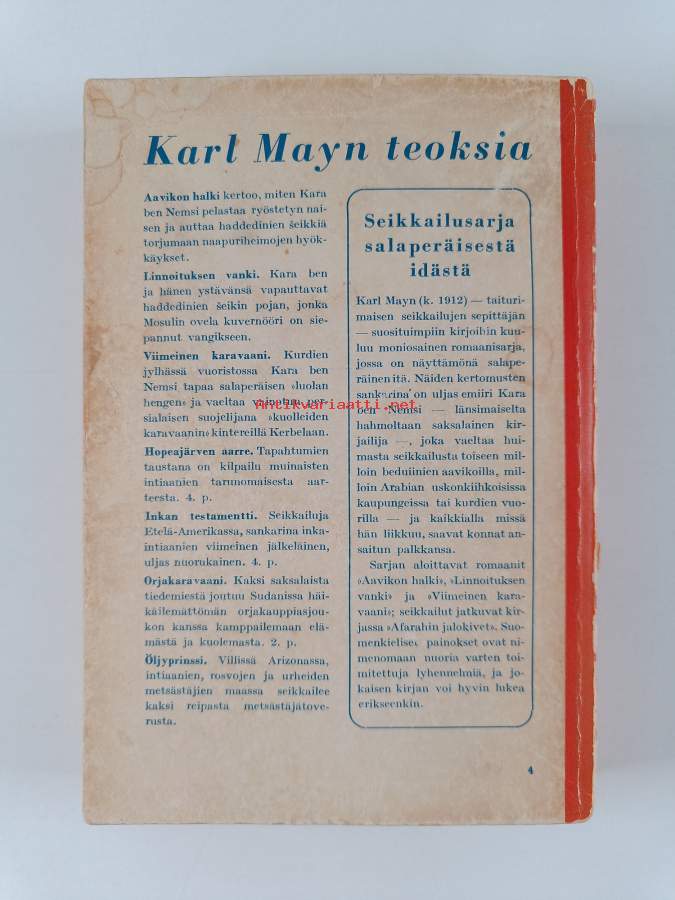 Karl Mayn teoksia
Aavikon halki kertoo, miten Kara
ben Nemsi pelastaa ryöstetyn nai-
sen ja auttaa haddedinien šeikkiä
torjumaan naapuriheimojen hyök-
käykset.
Linnoituksen vanki. Kara ben
ja hänen ystävänsä vapauttavat
haddedinien šeikin pojan, jonka
Mosulin ovela kuvernööri on sie-
pannut vangikseen.
Viimeinen karavaani. Kurdien
jylhässä vuoristossa Kara ben
Nemsi tapaa salaperäisen »luolan
hengen» ja vaeltaa vainotun per-
sialaisen suojelijana »kuolleiden
karavaanin» kintereillä Kerbelaan.
Hopeajärven aarre. Tapahtumien
taustana on kilpailu muinaisten
intiaanien tarunomaisesta aar-
teesta. 4. p.
Inkan testamentti. Seikkailuja
Etelä-Amerikassa, sankarina inka-
intiaanien viimeinen jälkeläinen,
uljas nuorukainen. 4. p.
Orjakaravaani. Kaksi saksalaista
tiedemiestä joutuu Sudanissa häi-
käilemättömän orjakauppiasjou-
kon kanssa kamppailemaan elä-
mästä ja kuolemasta. 2. p.
Öljyprinssi. Villissä Arizonassa,
intiaanien, rosvojen ja urheiden
metsästäjien maassa seikkailee
kaksi reipasta metsästäjätove-
rusta.
Seikkailusarja
salaperäisestä
idästä
Karl Mayn (k. 1912) — taituri-
maisen seikkailujen sepittäjän
— suosituimpiin kirjoihin kuu-
luu moniosainen romaanisarja,
jossa on näyttämönä salape-
räinen itä. Näiden kertomusten
sankarina on uljas emiiri Kara
ben Nemsi — länsimaiselta
hahmoltaan saksalainen kir-
jailija —, joka vaeltaa hui-
masta seikkailusta toiseen mil-
loin beduiinien aavikoilla, mil-
loin Arabian uskonkiihkoisissa
kaupungeissa tai kurdien vuo-
rilla — ja kaikkialla missä
hän liikkuu, saavat konnat an-
saitun palkkansa.
Sarjan aloittavat romaanit
»Aavikon halki», »Linnoituksen
vanki» ja »Viimeinen kara-
vaani»; seikkailut jatkuvat kir-
jassa »Afarahin jalokivet». Suo-
menkieliset painokset ovat ni-
menomaan nuoria varten toi-
mitettuja lyhennelmiä, ja jo-
kaisen kirjan voi hyvin lukea
erikseenkin.
4
Antikvariaatti.net